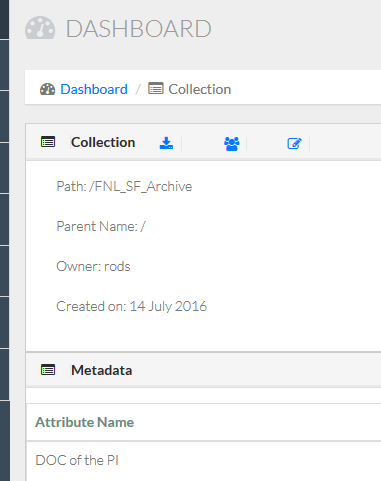 DASHBOARD
Dashboard / Collection
Collection
Path: /FNL_SF_Archive
Parent Name: /
Owner: rods
Created on: 14 July 2016
Metadata
Attribute Name
DOC of the PI